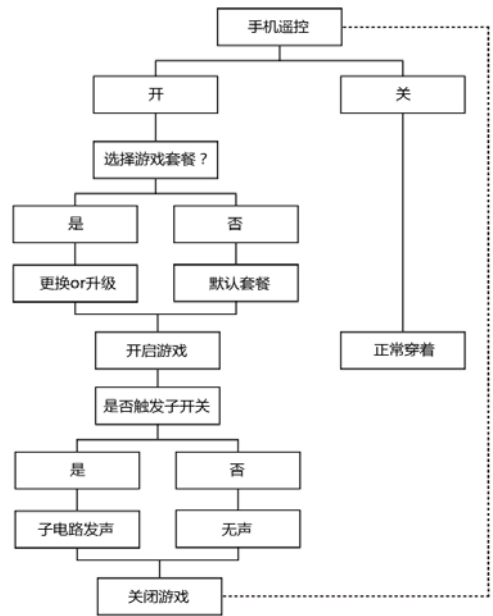 手机遥控
开
关
选择游戏套餐？
是
否
更换or升级
默认套餐
开启游戏
正常穿着
是否触发子开关
是
否
子电路发声
无声
关闭游戏